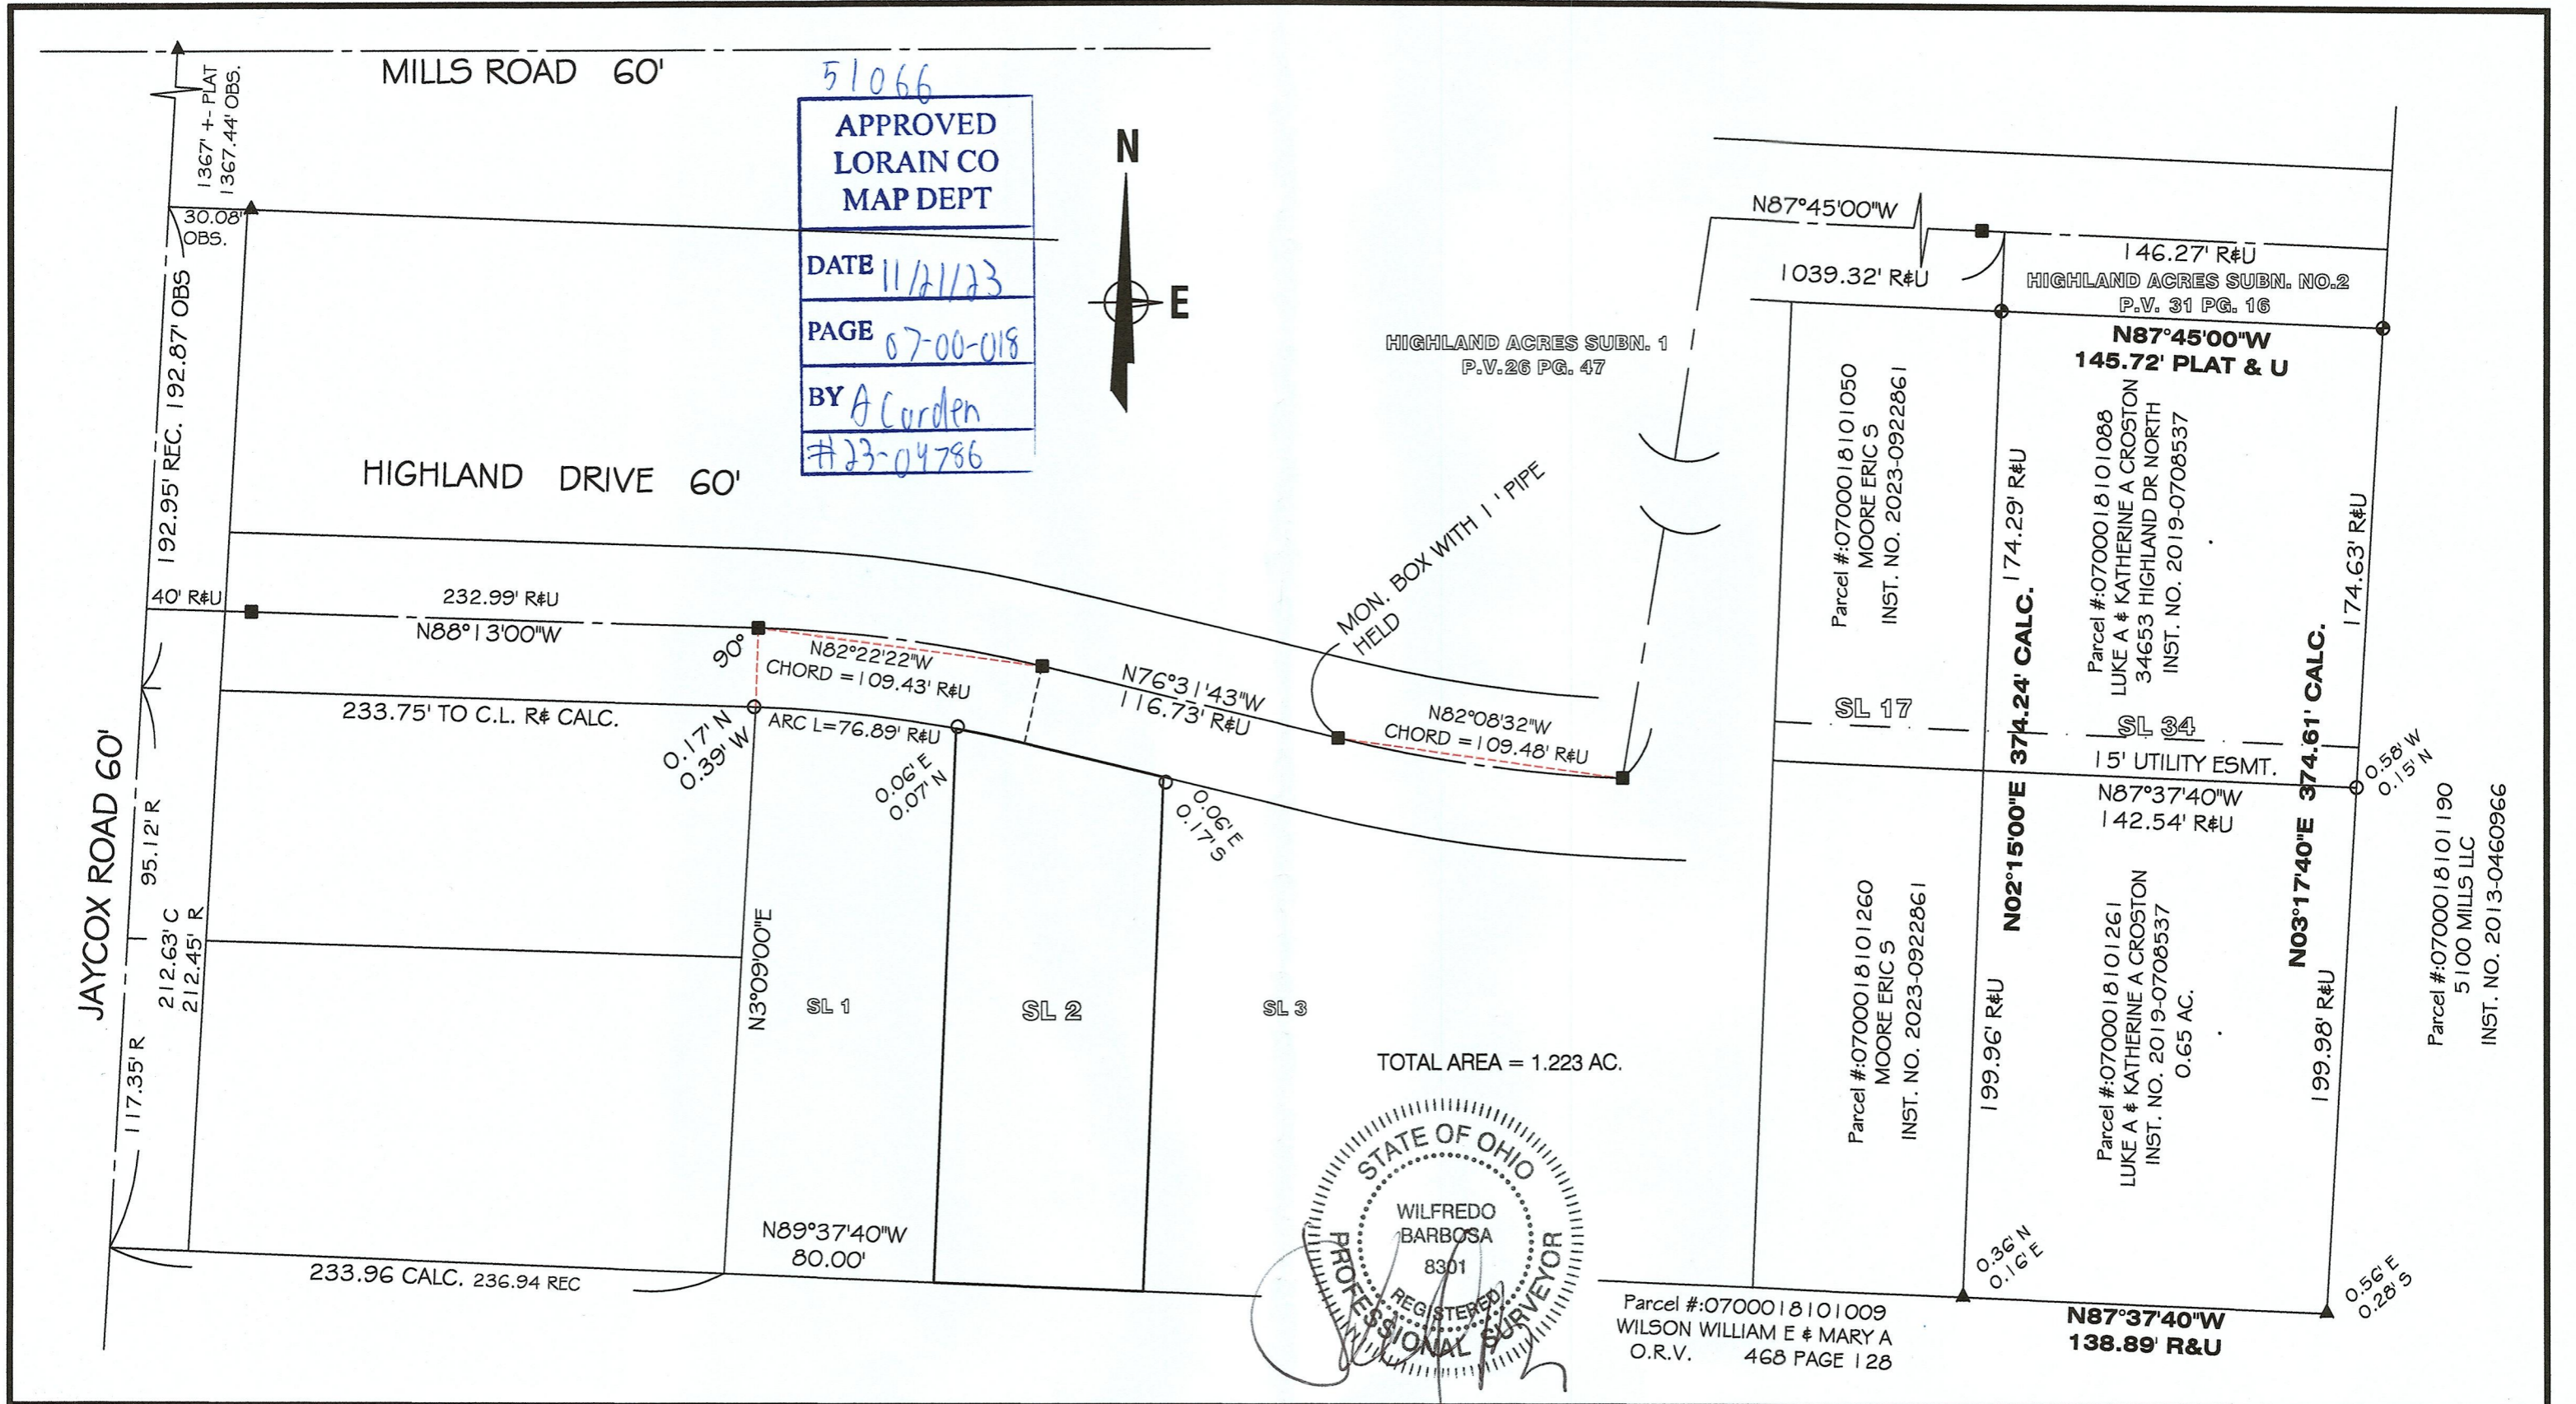 MILLS ROAD 60'
1367' +- PLAT
1367.44' OBS.
30.08'
OBS.
192.95' REC. 192.87' OBS
51066
APPROVED
LORAIN CO
MAP DEPT
DATE 11/21/23
PAGE 07-00-018
BY A Carden
#23-04786
N
E
HIGHLAND DRIVE 60'
40' R&U
232.99' R&U
N88°13'00"W
90°
N82°22'22"W
CHORD =109.43' R&U
N76°31'43"W
116.73' R&U
MON. BOX WITH 1' PIPE
HELD
N82°08'32"W
CHORD =109.48' R&U
233.75' TO C.L. R& CALC.
0.17' N
0.39' W
ARC L=76.89' R&U
0.06' E
0.07' N
0.06' E
0.17' S
JAYCOX ROAD 60'
95.12' R
212.63' C
212.45' R
117.35' R
N3°09'00"E
SL 1
SL 2
SL 3
N89°37'40"W
80.00'
233.96 CALC. 236.94 REC
TOTAL AREA = 1.223 AC.
STATE OF OHIO
WILFREDO
BARBOSA
8301
REGISTERED
PROFESSIONAL SURVEYOR
HIGHLAND ACRES SUBN. 1
P.V.26 PG. 47
N87°45'00"W
1039.32' R&U
146.27' R&U
HIGHLAND ACRES SUBN. NO.2
P.V. 31 PG. 16
N87°45'00"W
145.72' PLAT & U
Parcel #:0700018101050
MOORE ERIC S
INST. NO. 2023-0922861
174.29' R&U
N02°15'00"E 374.24' CALC.
Parcel #:0700018101088
LUKE A & KATHERINE A CROSTON
34653 HIGHLAND DR NORTH
INST. NO. 2019-0708537
174.63' R&U
N03°17'40"E 374.61' CALC.
SL 17
SL 34
15' UTILITY ESMT.
N87°37'40"W
142.54' R&U
0.58' W
0.15' N
Parcel #:0700018101190
5100 MILLS LLC
INST. NO. 2013-0460966
Parcel #:0700018101260
MOORE ERIC S
INST. NO. 2023-0922861
199.96' R&U
Parcel #:0700018101261
LUKE A & KATHERINE A CROSTON
INST. NO. 2019-0708537
0.65 AC.
199.98' R&U
0.36' N
0.16' E
0.56' E
0.28' S
Parcel #:0700018101009
WILSON WILLIAM E & MARY A
O.R.V. 468 PAGE 128
N87°37'40"W
138.89' R&U